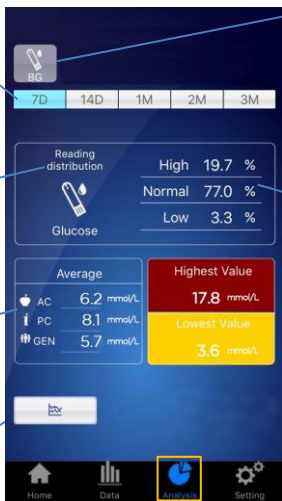 BG
7D 14D 1M 2M 3M
Reading
distribution
High 19.7 %
Normal 77.0 %
Low 3.3 %
Glucose
Average
AC 6.2 mmol/L
PC 8.1 mmol/L
GEN 5.7 mmol/L
Highest Value
17.8 mmol/L
Lowest Value
3.6 mmol/L
Home Data Analysis Setting